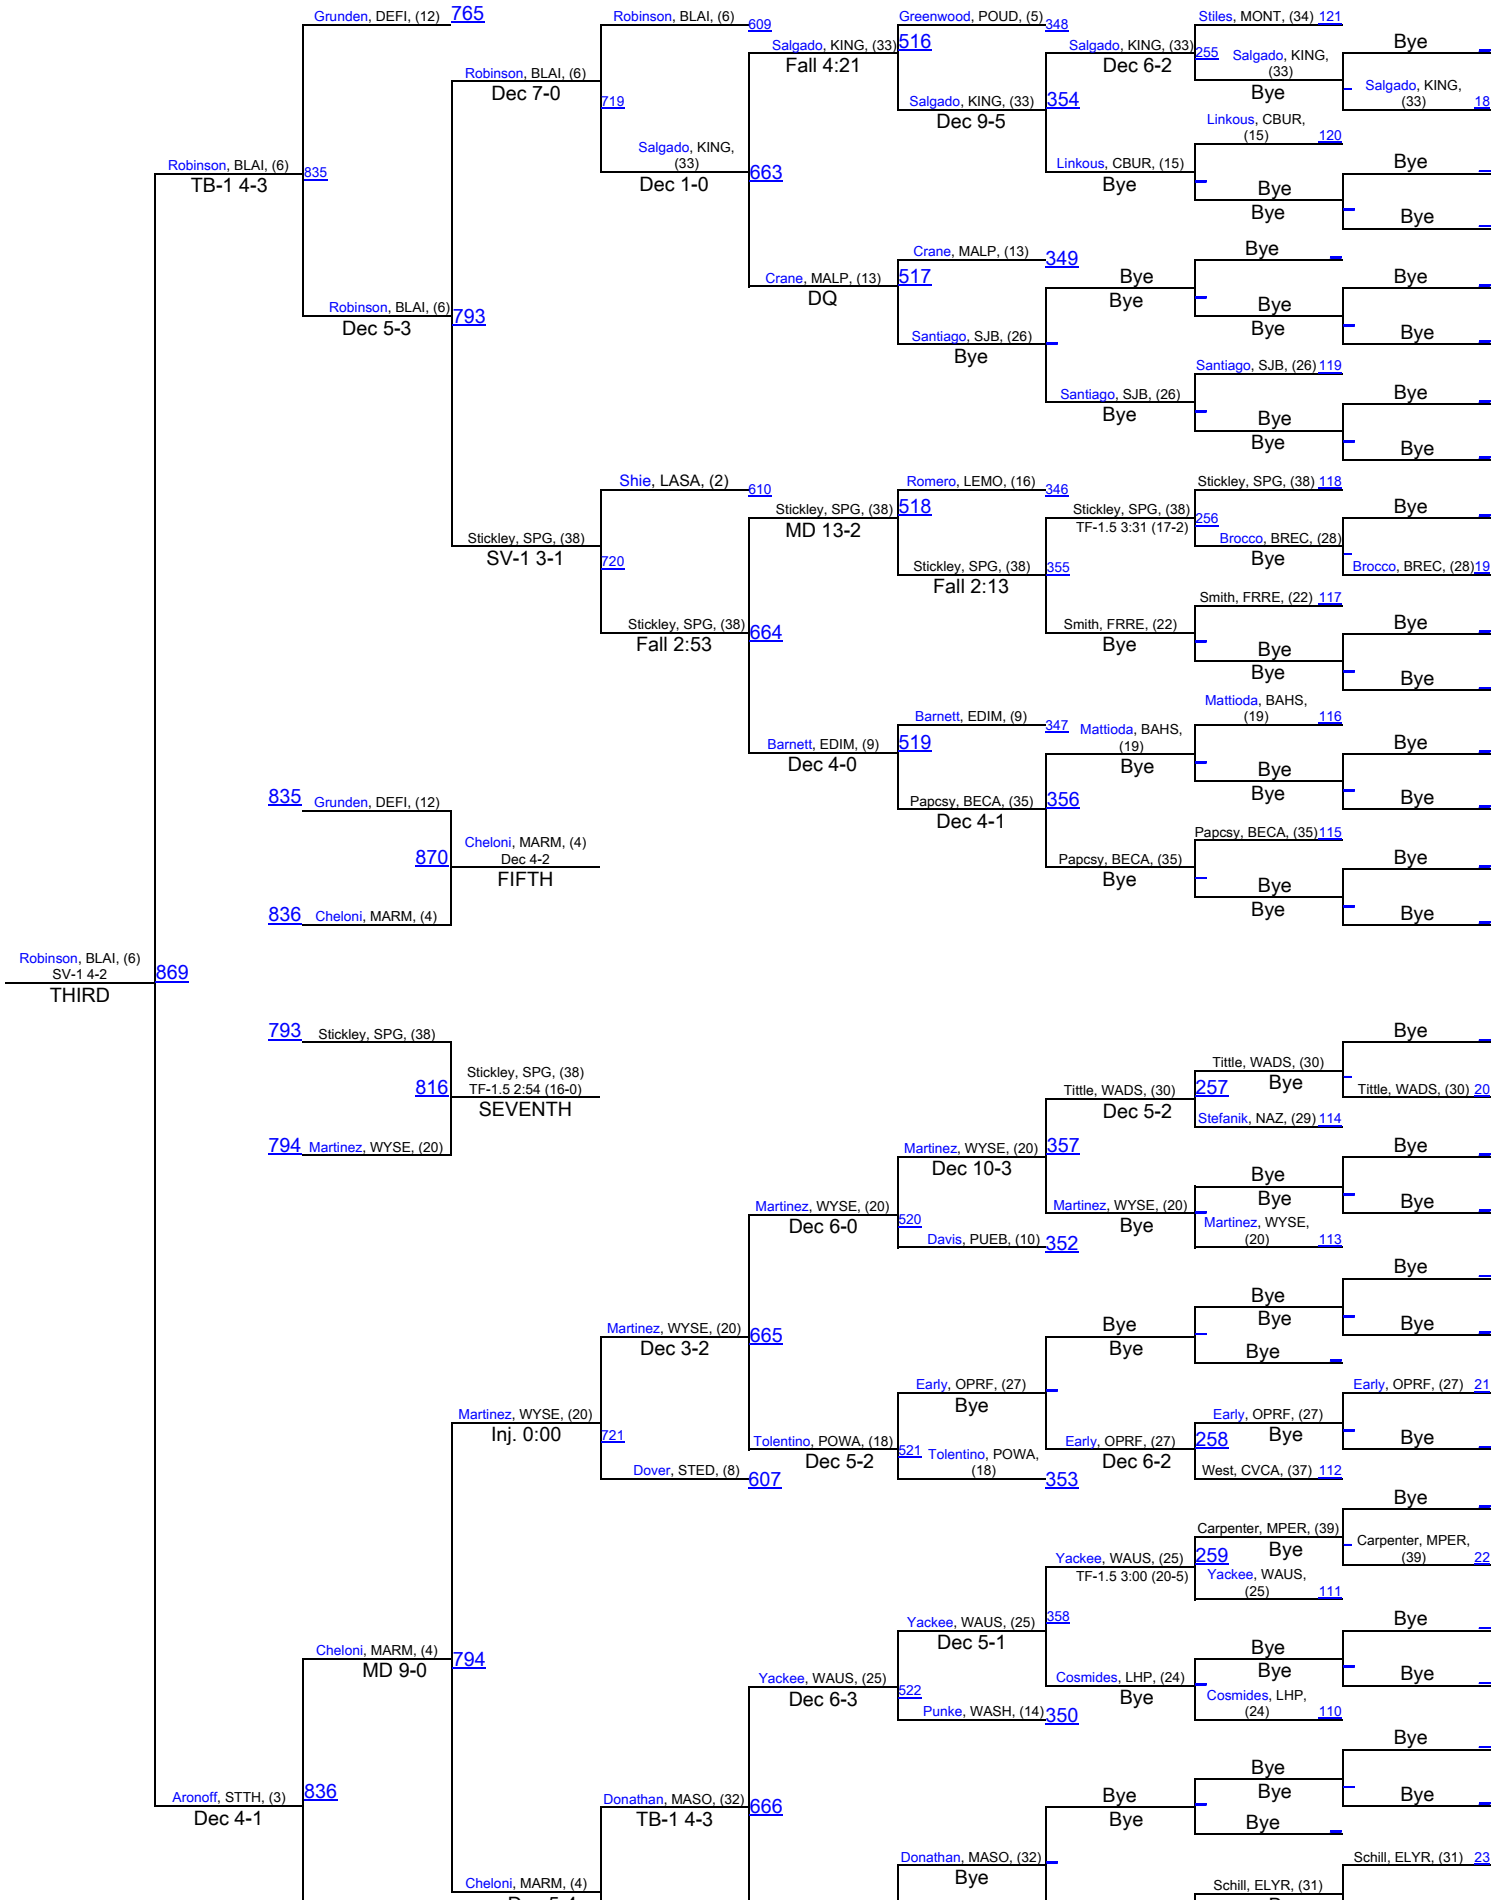 Grunden, DEFI, (12) 765
Robinson, BLAI, (6) 609
Greenwood, POUD, (5) 348
Stiles, MONT, (34) 121
Bye
Salgado, KING, (33) 516
Fall 4:21
Salgado, KING, (33) 255
Dec 6-2
Salgado, KING,
(33)
Bye
Salgado, KING,
(33) 18
Robinson, BLAI, (6)
Dec 7-0
719
Salgado, KING, (33) 354
Dec 9-5
Linkous, CBUR,
(15) 120
Salgado, KING,
(33)
Dec 1-0
663
Linkous, CBUR, (15)
Bye
Bye
Bye
Bye
Bye
Robinson, BLAI, (6) 835
TB-1 4-3
Crane, MALP, (13) 349
Bye
Crane, MALP, (13) 517
DQ
Bye
Bye
Bye
Bye
Bye
Bye
Robinson, BLAI, (6) 793
Dec 5-3
Santiago, SJB, (26)
Bye
Santiago, SJB, (26) 119
Santiago, SJB, (26)
Bye
Bye
Bye
Bye
Bye
Shie, LASA, (2) 610
Romero, LEMO, (16) 346
Stickley, SPG, (38) 118
Bye
Stickley, SPG, (38) 518
MD 13-2
Stickley, SPG, (38) 256
TF-1.5 3:31 (17-2)
Brocco, BREC, (28)
Bye
Brocco, BREC, (28) 19
Stickley, SPG, (38)
SV-1 3-1
720
Stickley, SPG, (38) 355
Fall 2:13
Smith, FRRE, (22) 117
Stickley, SPG, (38) 664
Fall 2:53
Smith, FRRE, (22)
Bye
Bye
Bye
Bye
Bye
Barnett, EDIM, (9) 347
Mattioda, BAHS,
(19) 116
Barnett, EDIM, (9) 519
Dec 4-0
Mattioda, BAHS,
(19)
Bye
Bye
Bye
Bye
Bye
835 Grunden, DEFI, (12)
Papcsy, BECA, (35) 356
Dec 4-1
Papcsy, BECA, (35) 115
870
Cheloni, MARM, (4)
Dec 4-2
FIFTH
Papcsy, BECA, (35)
Bye
Bye
Bye
Bye
Bye
836 Cheloni, MARM, (4)
Robinson, BLAI, (6)
SV-1 4-2
THIRD
869
793 Stickley, SPG, (38)
Bye
816
Stickley, SPG, (38)
TF-1.5 2:54 (16-0)
SEVENTH
Tittle, WADS, (30)
Dec 5-2
257
Tittle, WADS, (30)
Bye
Tittle, WADS, (30) 20
Stefanik, NAZ, (29) 114
794 Martinez, WYSE, (20)
Martinez, WYSE, (20) 357
Dec 10-3
Bye
Bye
Bye
Bye
Martinez, WYSE, (20)
Dec 6-0
520
Martinez, WYSE, (20)
Bye
Martinez, WYSE,
(20) 113
Davis, PUEB, (10) 352
Bye
Bye
Bye
Bye
Bye
Bye
Bye
Martinez, WYSE, (20) 665
Dec 3-2
Early, OPRF, (27)
Bye
Early, OPRF, (27) 21
Martinez, WYSE, (20)
Inj. 0:00
721
Tolentino, POWA, (18) 521
Dec 5-2
Tolentino, POWA,
(18) 353
Early, OPRF, (27) 258
Dec 6-2
Early, OPRF, (27)
Bye
Bye
Dover, STED, (8) 607
West, CVCA, (37) 112
Bye
Carpenter, MPER, (39)
Bye
Carpenter, MPER,
(39) 22
Yackee, WAUS, (25) 259
TF-1.5 3:00 (20-5)
Yackee, WAUS,
(25) 111
Yackee, WAUS, (25) 358
Dec 5-1
Bye
Cheloni, MARM, (4) 794
MD 9-0
Yackee, WAUS, (25)
Dec 6-3
522
Cosmides, LHP, (24)
Bye
Bye
Bye
Bye
Punke, WASH, (14) 350
Cosmides, LHP,
(24) 110
Bye
Aronoff, STTH, (3) 836
Dec 4-1
Donathan, MASO, (32) 666
TB-1 4-3
Bye
Bye
Bye
Bye
Bye
Bye
Donathan, MASO, (32)
Bye
Schill, ELYR, (31) 23
Cheloni, MARM, (4)
Schill, ELYR, (31)